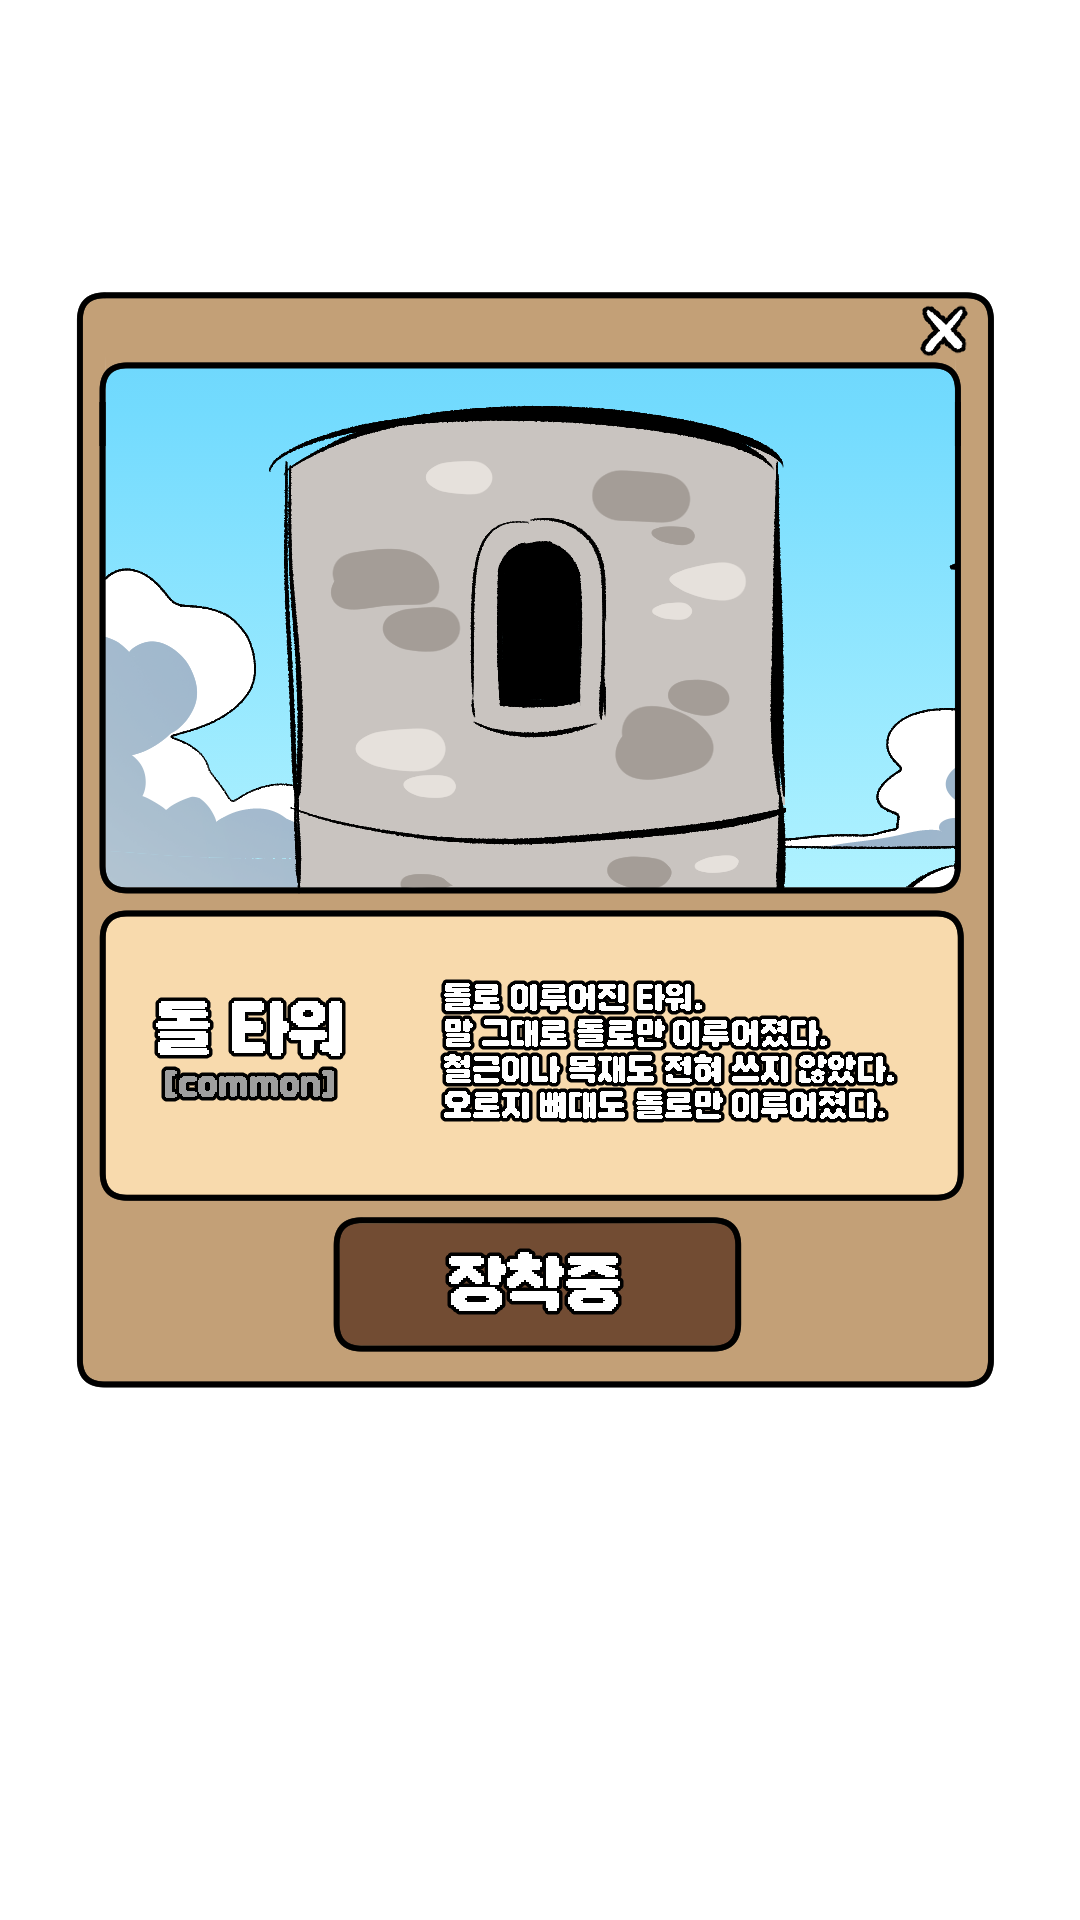 돌 타워
[common]
돌로 이루어진 타워.
말 그대로 돌로만 이루어졌다.
철근이나 목재도 전혀 쓰지 않았다.
오로지 뼈대도 돌로만 이루어졌다.
장착중